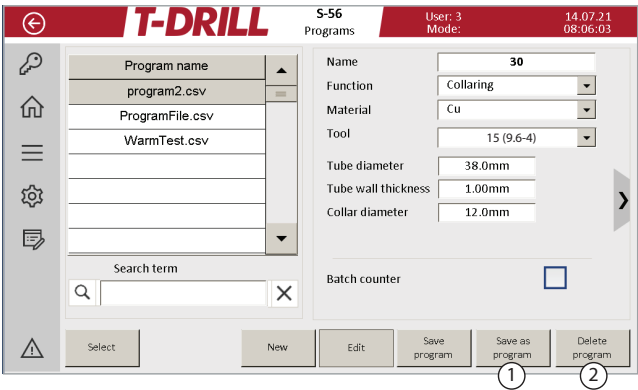 T-DRILL
S-56
Programs
User: 3
Mode:
14.07.21
08:06:03
Program name
program2.csv
ProgramFile.csv
WarmTest.csv
Search term
Name
30
Function
Collaring
Material
Cu
Tool
15 (9.6-4)
Tube diameter
38.0mm
Tube wall thickness
1.00mm
Collar diameter
12.0mm
Batch counter
Select
New
Edit
Save
program
Save as
program
Delete
program
1
2